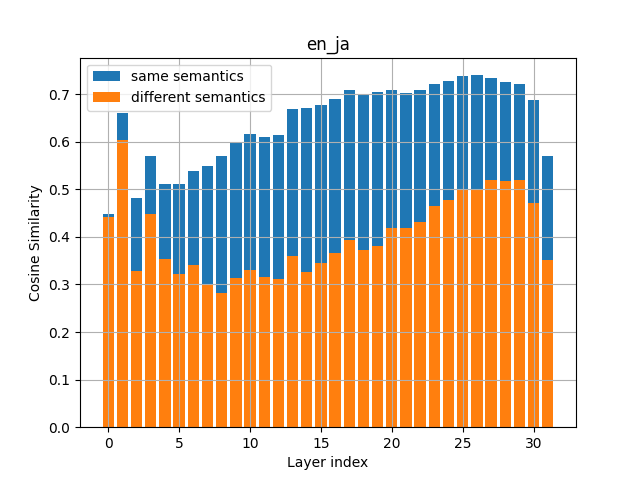 en_ja
same semantics
different semantics
Cosine Similarity
0.7
0.6
0.5
0.4
0.3
0.2
0.1
0.0
0 5 10 15 20 25 30
Layer index